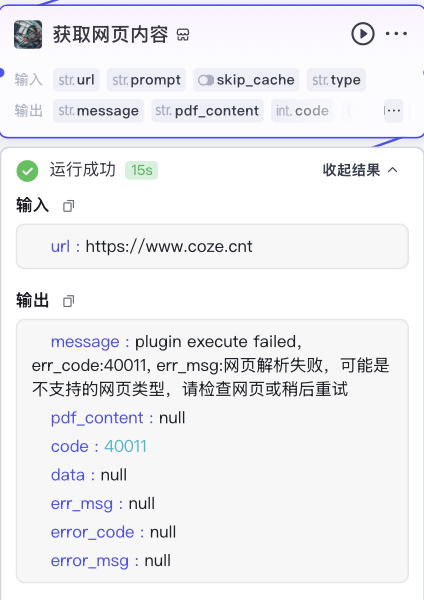 获取网页内容
输入 str. url str. prompt skip_cache str. type
输出 str. message str. pdf_content int. code ...
运行成功 15s 收起结果
输入
url : https://www.coze.cnt
输出
message : plugin execute failed,
err_code:40011, err_msg:网页解析失败，可能是
不支持的网页类型，请检查网页或稍后重试
pdf_content : null
code : 40011
data : null
err_msg : null
error_code : null
error_msg : null